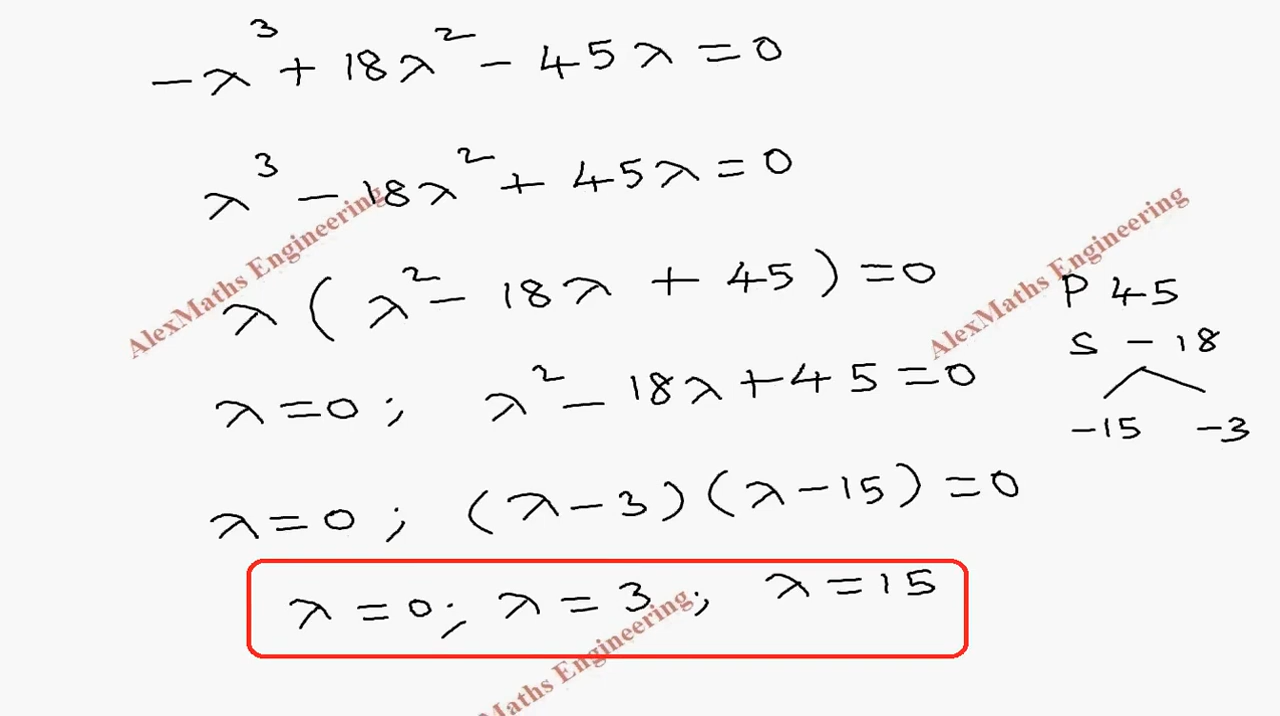 -λ³ + 18λ² - 45λ = 0
λ³ - 18λ² + 45λ = 0
λ ( λ² - 18λ + 45 ) = 0
P 45
S - 18
λ = 0 ; λ² - 18λ + 45 = 0
-15 -3
λ = 0 ; (λ - 3) (λ - 15) = 0
λ = 0 ; λ = 3 ; λ = 15
AlexMaths Engineering
AlexMaths Engineering
Maths Engineering